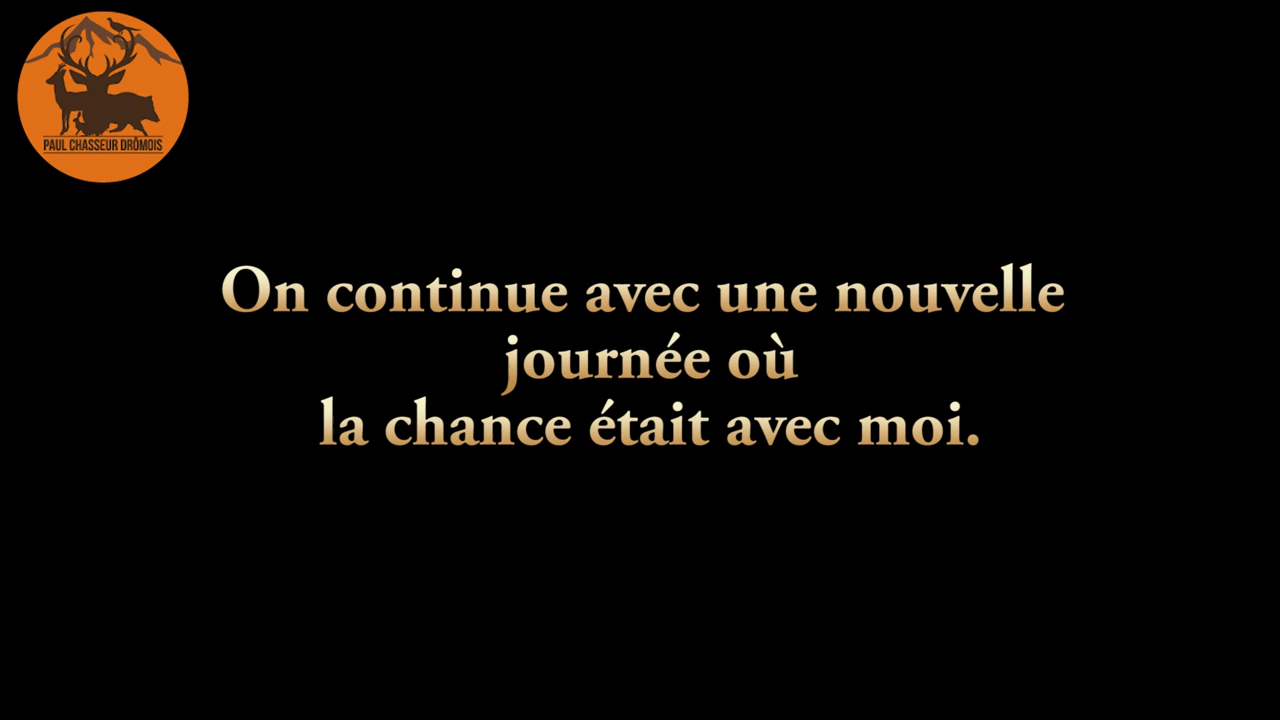 PAUL CHASSEUR DRÔMOIS
On continue avec une nouvelle
journée où
la chance était avec moi.